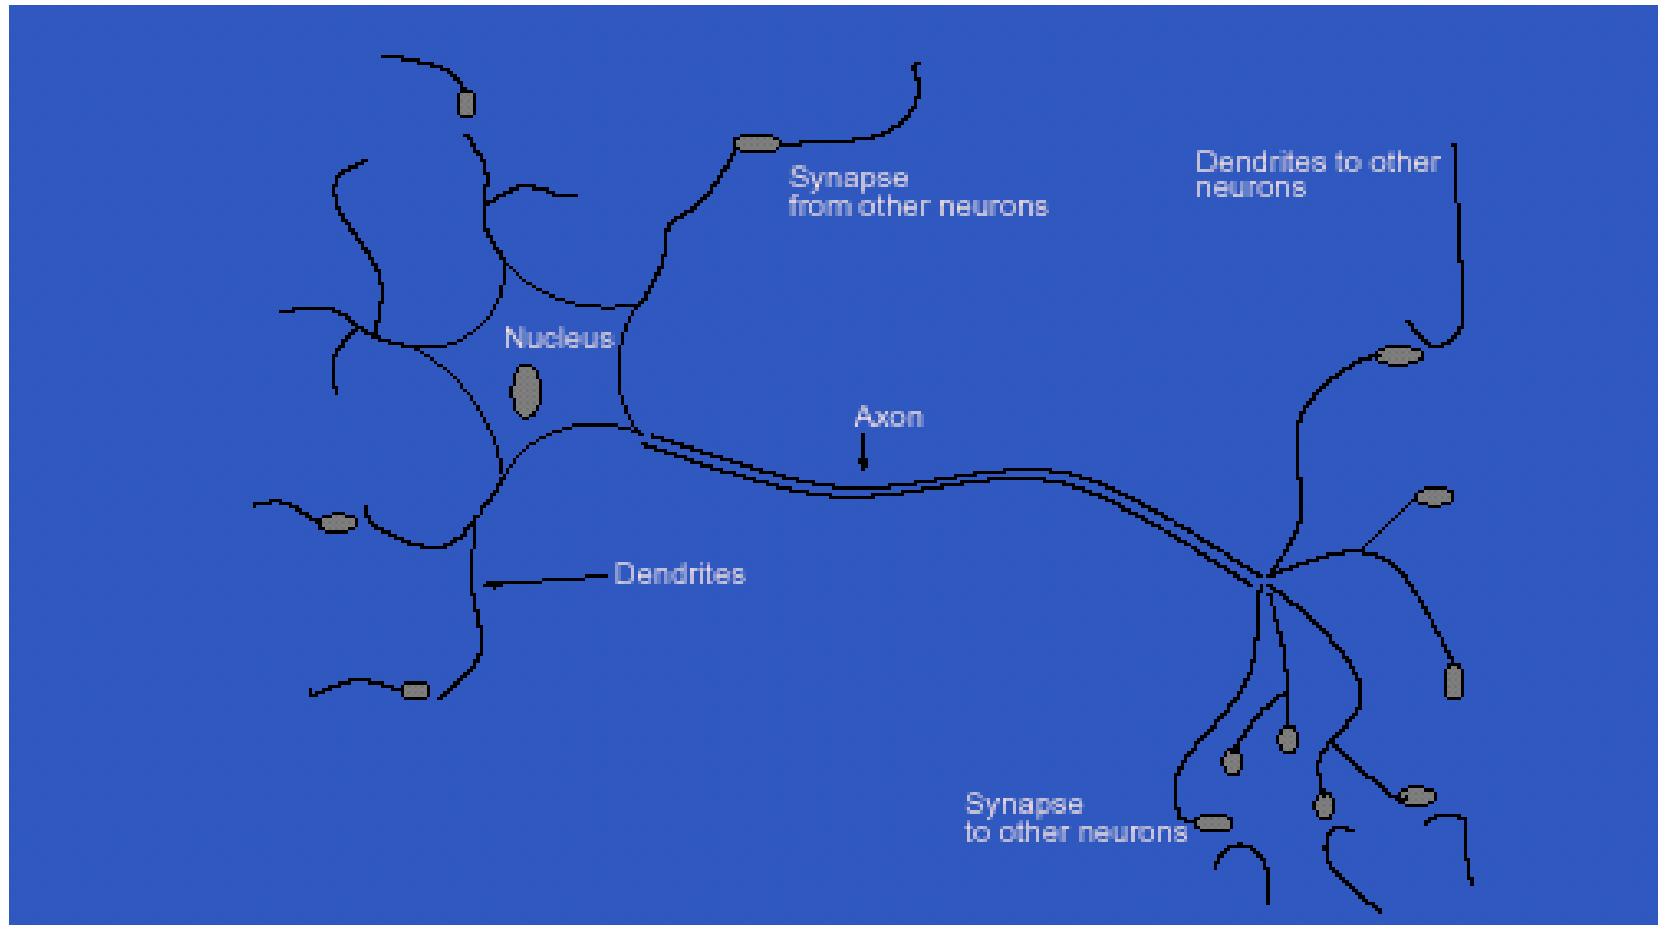 Synapse
from other neurons
Dendrites to other
neurons
Nucleus
Axon
Dendrites
Synapse
to other neurons